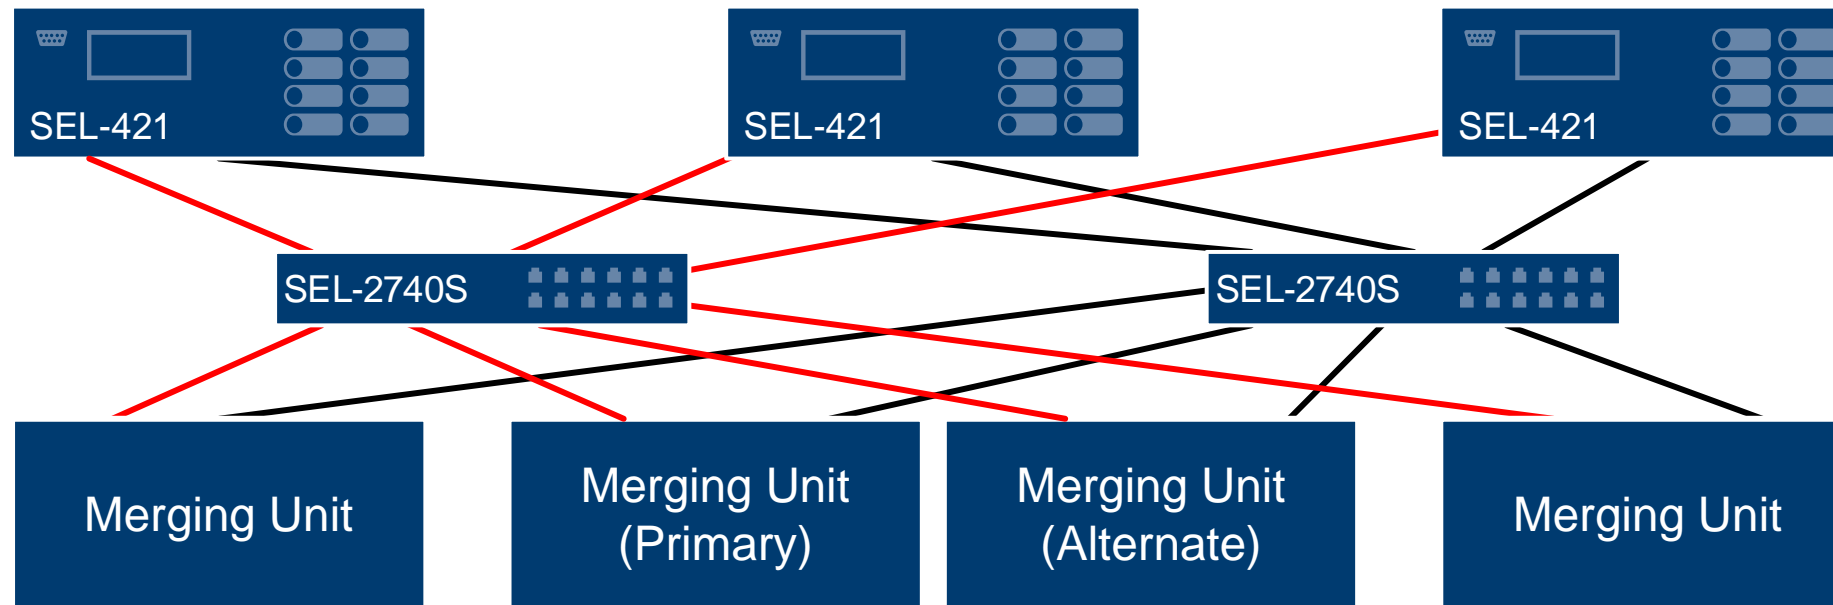 SEL-421
SEL-421
SEL-421
SEL-2740S
SEL-2740S
Merging Unit
Merging Unit
(Primary)
Merging Unit
(Alternate)
Merging Unit